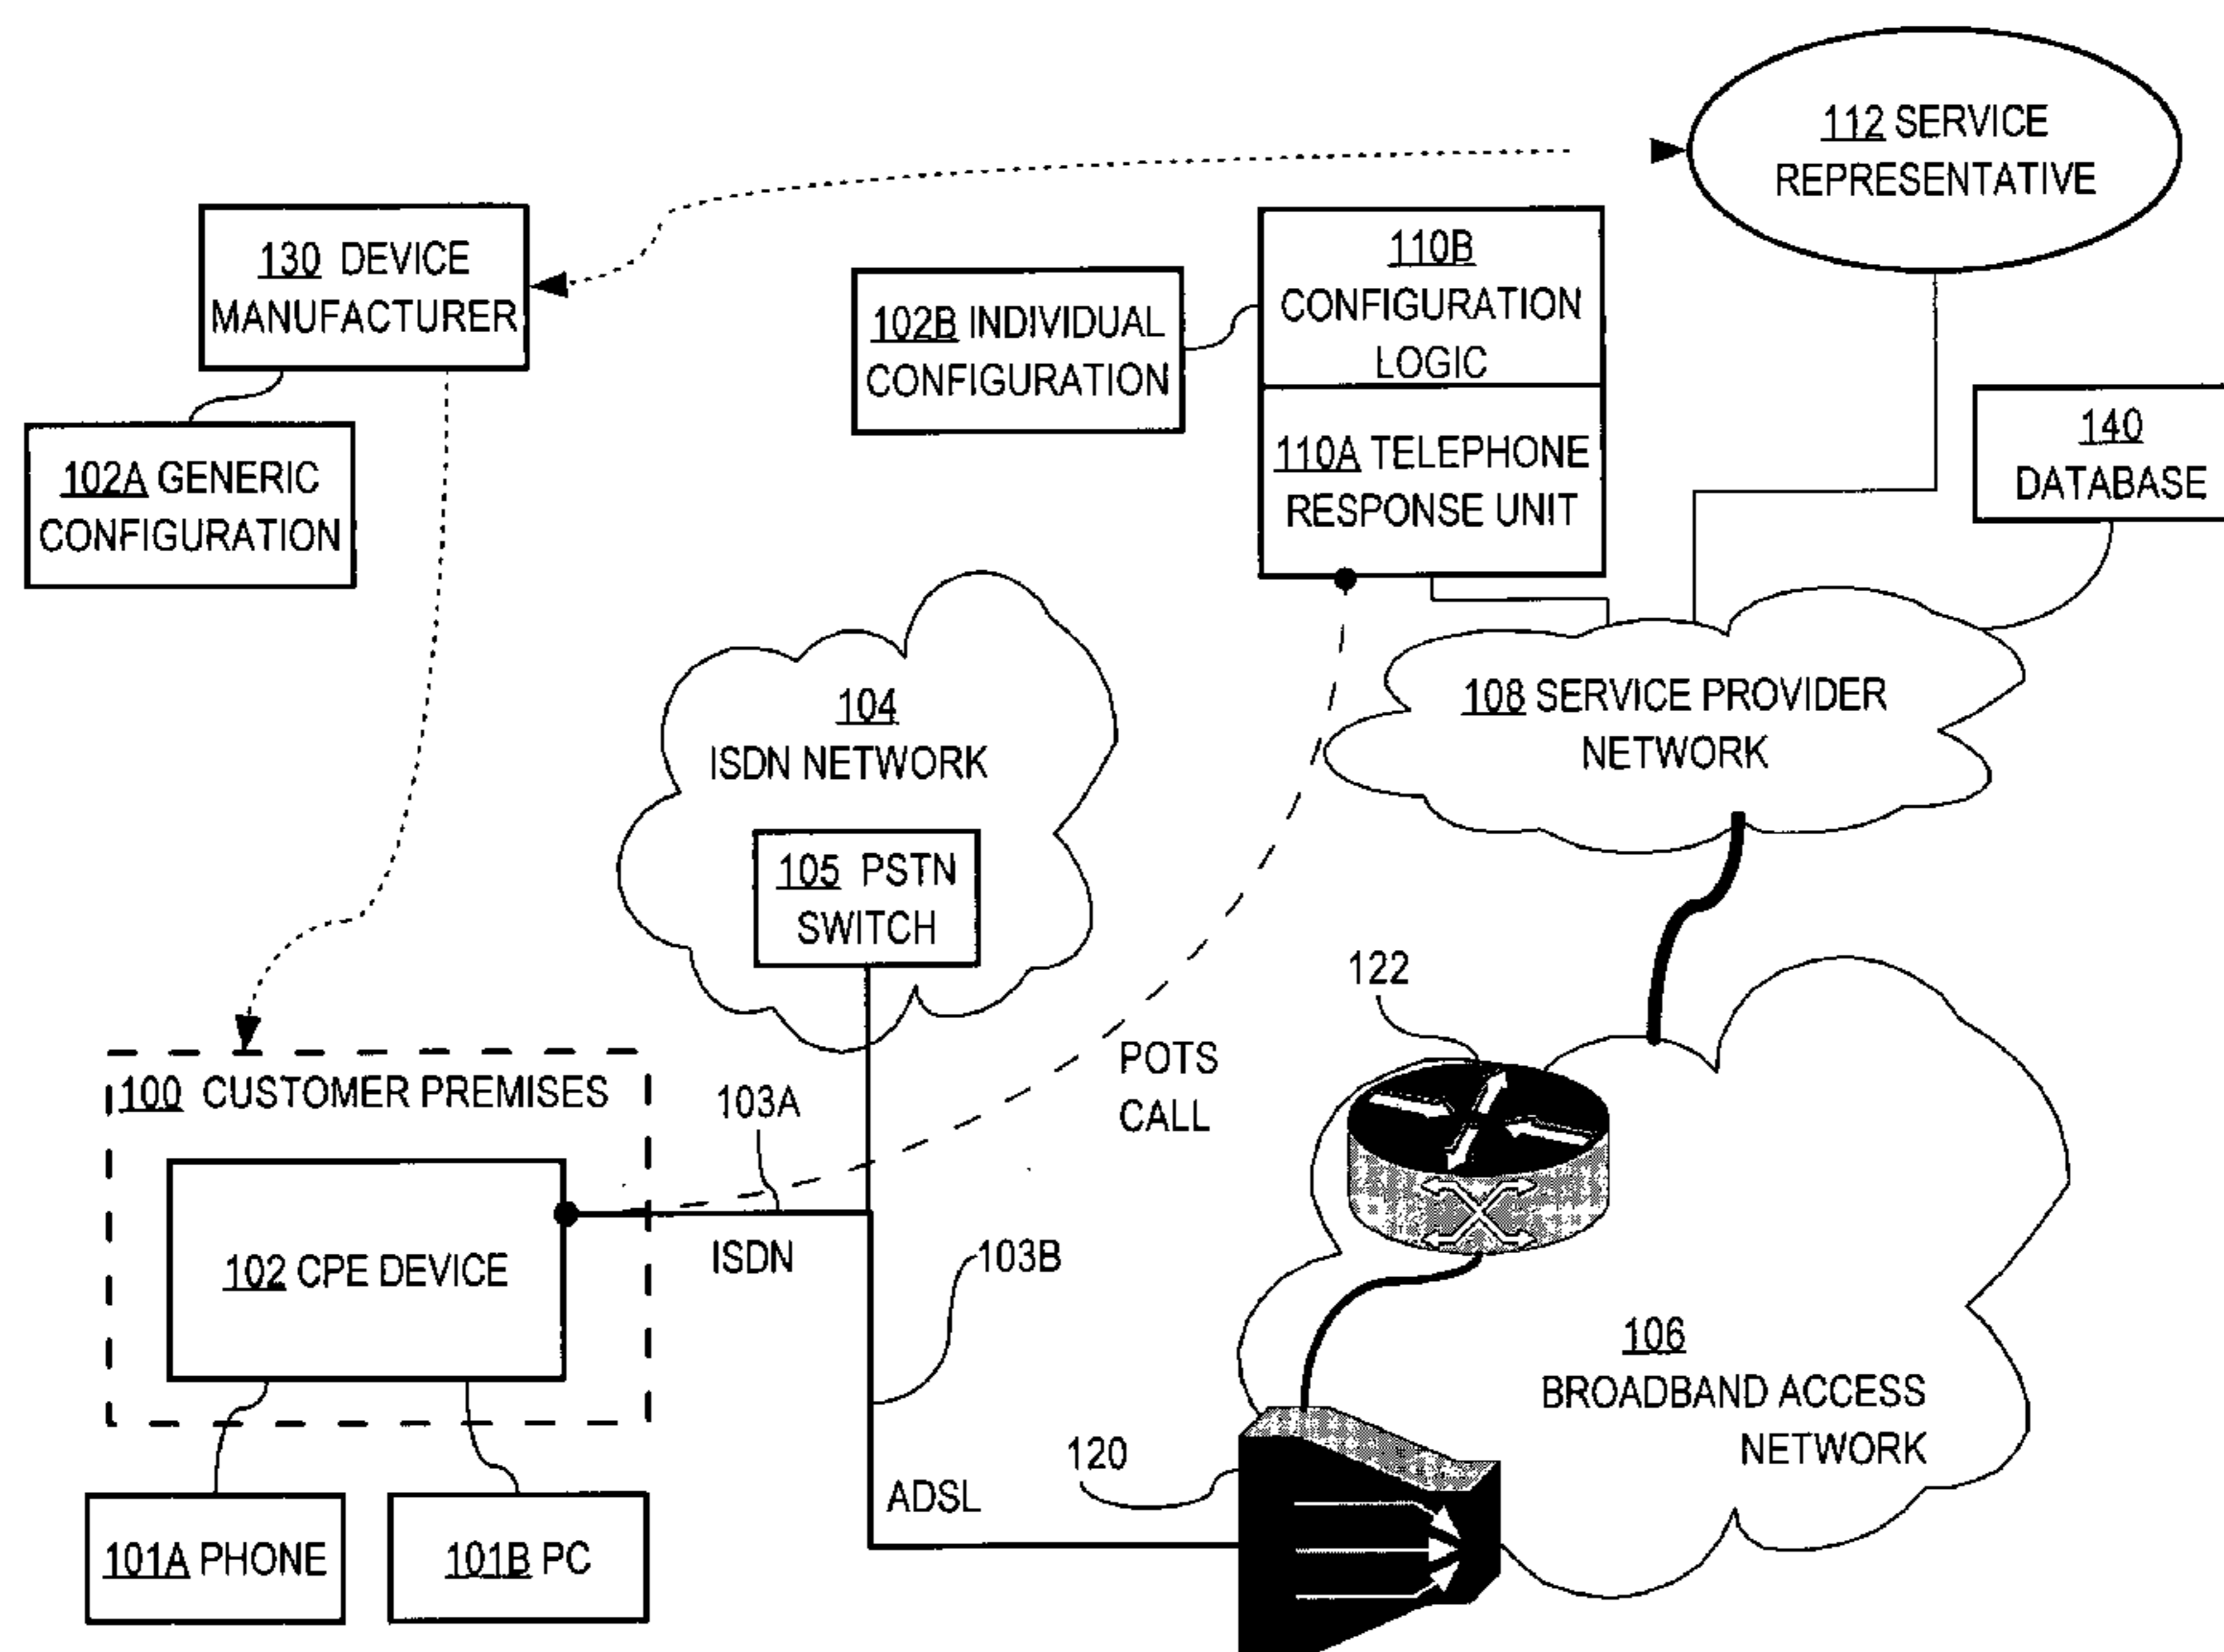 112 SERVICE
REPRESENTATIVE
130 DEVICE
MANUFACTURER
110B
CONFIGURATION
LOGIC
102B INDIVIDUAL
CONFIGURATION
140
DATABASE
110A TELEPHONE
RESPONSE UNIT
102A GENERIC
CONFIGURATION
104
ISDN NETWORK
108 SERVICE PROVIDER
NETWORK
105 PSTN
SWITCH
122
POTS
CALL
100 CUSTOMER PREMISES
103A
102 CPE DEVICE
ISDN
103B
106
BROADBAND ACCESS
NETWORK
120
ADSL
101A PHONE
101B PC